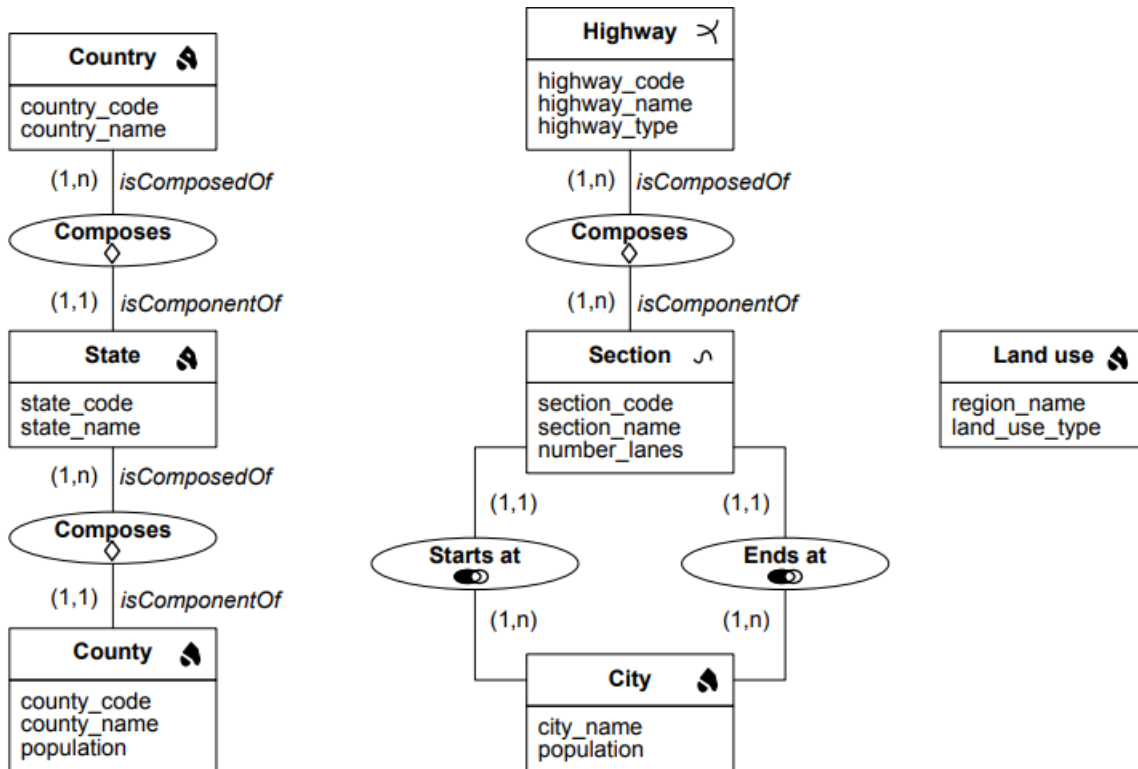 Country
country_code
country_name
(1,n) isComposedOf
Composes
(1,1) isComponentOf
State
state_code
state_name
(1,n) isComposedOf
Composes
(1,1) isComponentOf
County
county_code
county_name
population
Highway
highway_code
highway_name
highway_type
(1,n) isComposedOf
Composes
(1,n) isComponentOf
Section
section_code
section_name
number_lanes
(1,1)
(1,1)
Starts at
Ends at
(1,n)
(1,n)
City
city_name
population
Land use
region_name
land_use_type